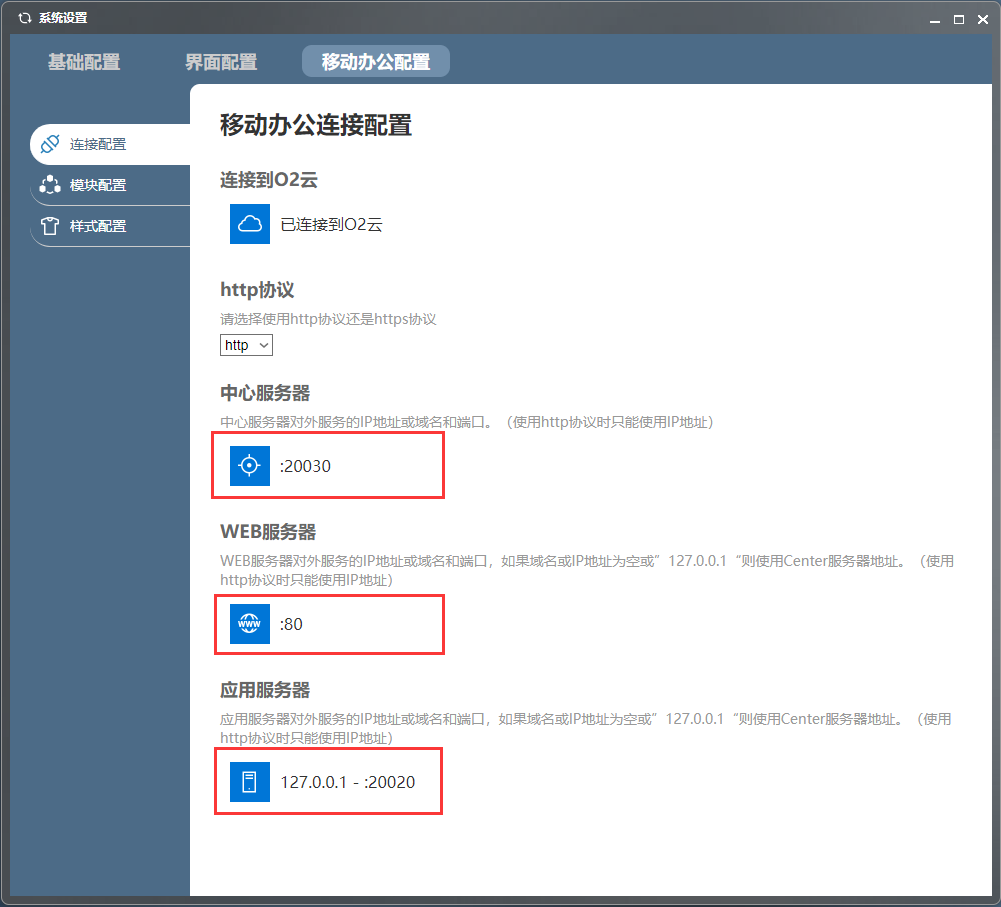 系统设置
基础配置 界面配置 移动办公配置
连接配置
模块配置
样式配置
移动办公连接配置
连接到O2云
已连接到O2云
http协议
请选择使用http协议还是https协议
http
中心服务器
中心服务器对外服务的IP地址或域名和端口。（使用http协议时只能使用IP地址）
:20030
WEB服务器
WEB服务器对外服务的IP地址或域名和端口，如果域名或IP地址为空或”127.0.0.1“则使用Center服务器地址。（使用
http协议时只能使用IP地址）
WWW :80
应用服务器
应用服务器对外服务的IP地址或域名和端口，如果域名或IP地址为空或”127.0.0.1“则使用Center服务器地址。（使用
http协议时只能使用IP地址）
127.0.0.1 - :20020